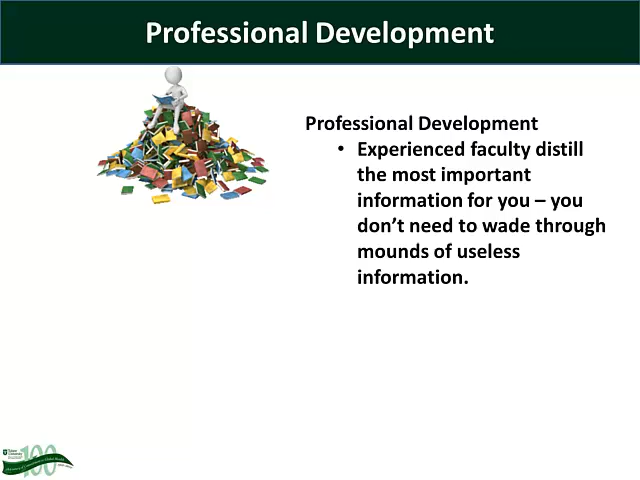 Professional Development
Professional Development
• Experienced faculty distill
the most important
information for you – you
don’t need to wade through
mounds of useless
information.
100